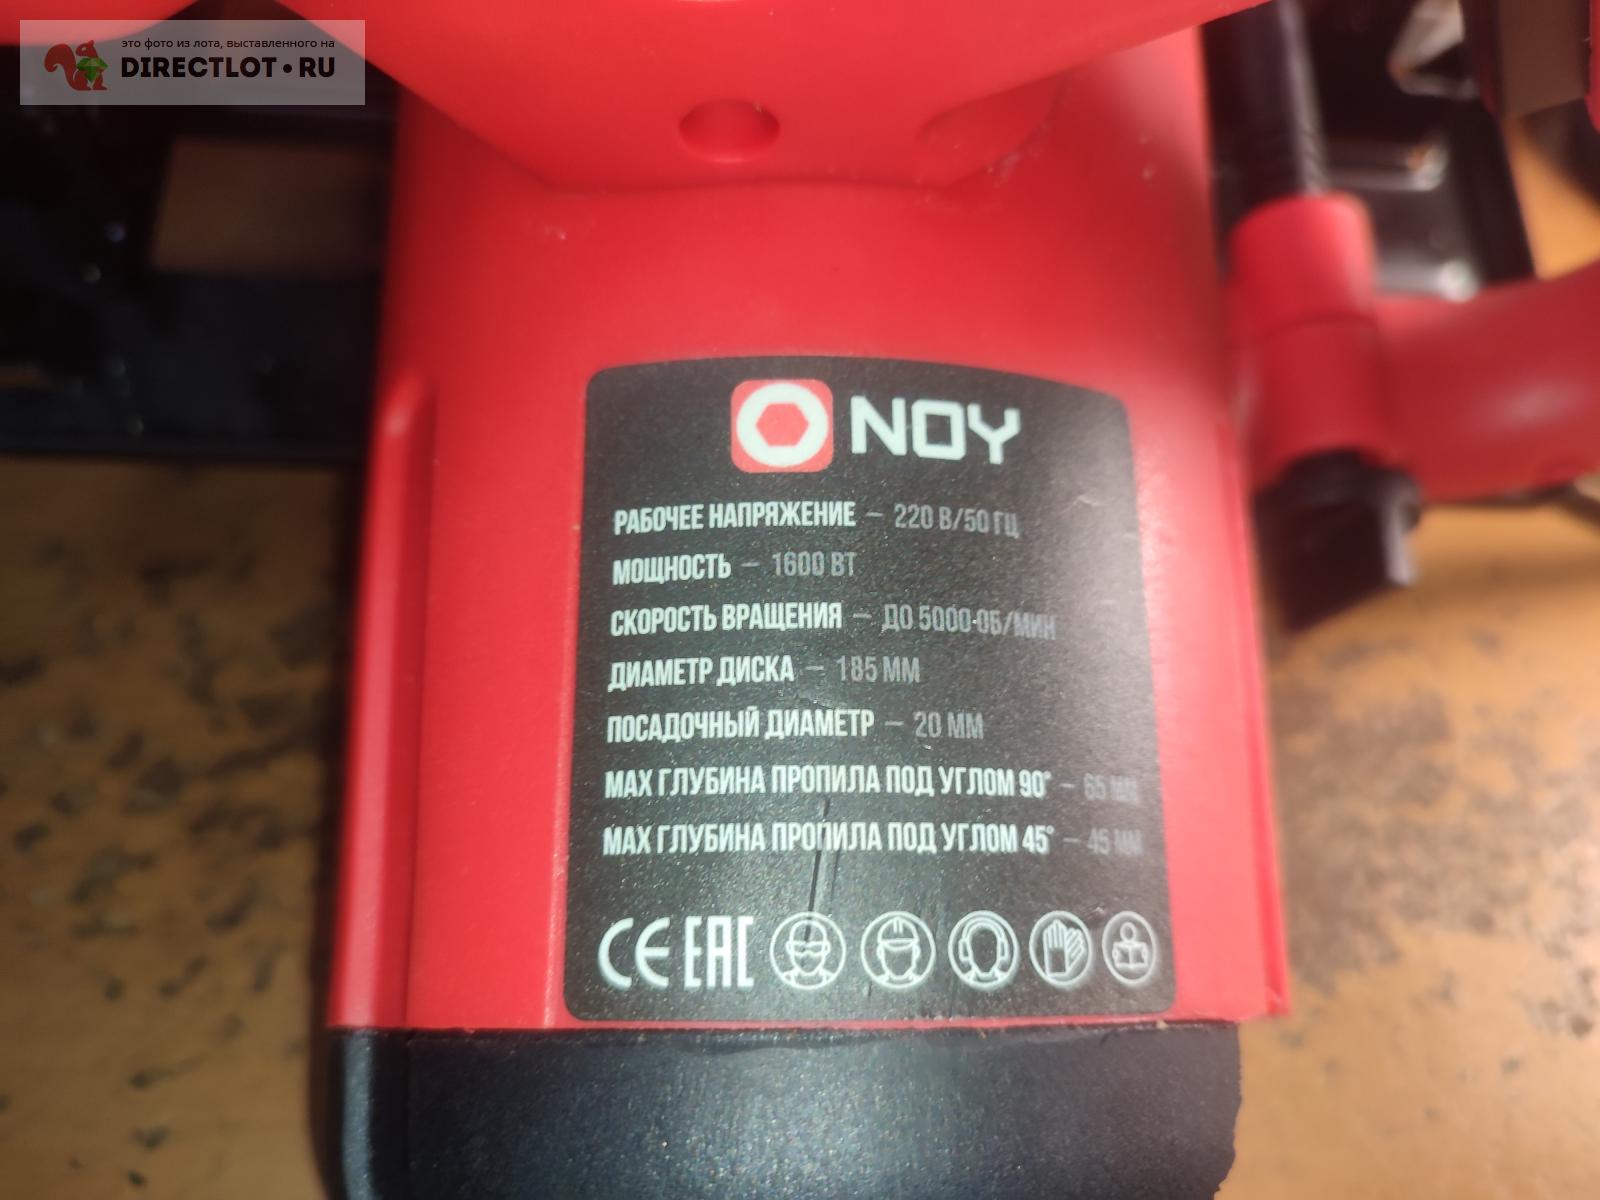 это фото из лота, выставленного на
DIRECTLOT•RU
NOY
РАБОЧЕЕ НАПРЯЖЕНИЕ – 220 В/50 ГЦ
МОЩНОСТЬ – 1600 ВТ
СКОРОСТЬ ВРАЩЕНИЯ – ДО 5000 ОБ/МИН
ДИАМЕТР ДИСКА – 185 ММ
ПОСАДОЧНЫЙ ДИАМЕТР – 20 ММ
MAX ГЛУБИНА ПРОПИЛА ПОД УГЛОМ 90° – 65 ММ
MAX ГЛУБИНА ПРОПИЛА ПОД УГЛОМ 45° – 45 ММ
CE EAC